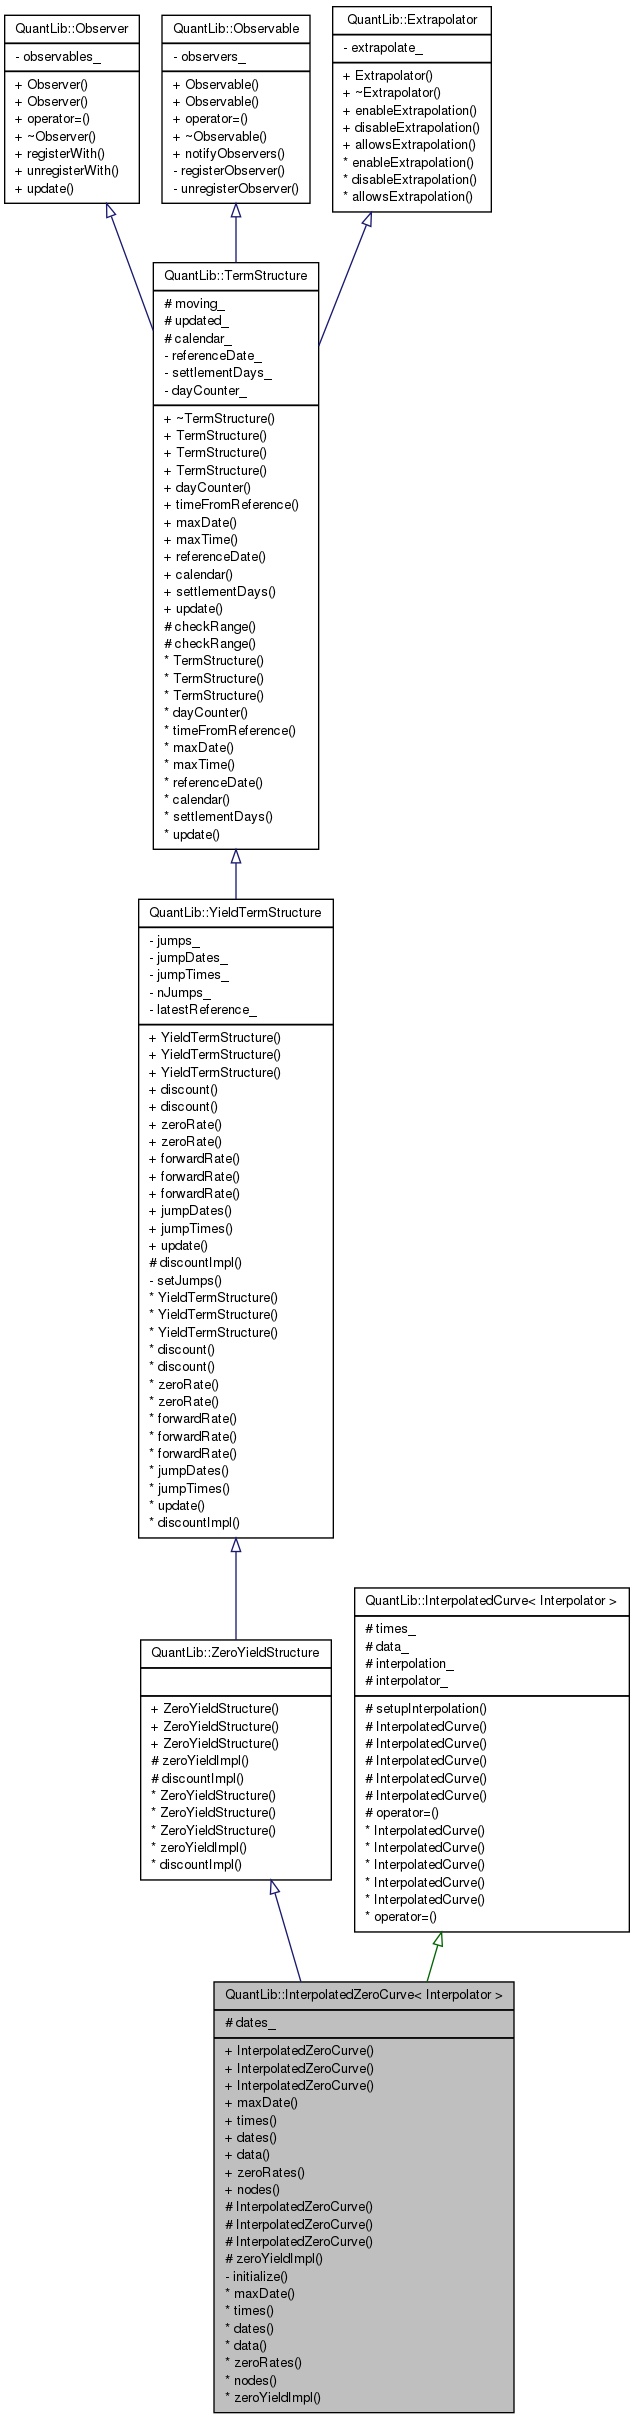 QuantLib::Observer
- observables_
+ Observer()
+ Observer()
+ operator=()
+ ~Observer()
+ registerWith()
+ unregisterWith()
+ update()
QuantLib::Observable
- observers_
+ Observable()
+ Observable()
+ operator=()
+ ~Observable()
+ notifyObservers()
- registerObserver()
- unregisterObserver()
QuantLib::Extrapolator
- extrapolate_
+ Extrapolator()
+ ~Extrapolator()
+ enableExtrapolation()
+ disableExtrapolation()
+ allowsExtrapolation()
* enableExtrapolation()
* disableExtrapolation()
* allowsExtrapolation()
QuantLib::TermStructure
# moving_
# updated_
# calendar_
- referenceDate_
- settlementDays_
- dayCounter_
+ ~TermStructure()
+ TermStructure()
+ TermStructure()
+ TermStructure()
+ dayCounter()
+ timeFromReference()
+ maxDate()
+ maxTime()
+ referenceDate()
+ calendar()
+ settlementDays()
+ update()
# checkRange()
# checkRange()
* TermStructure()
* TermStructure()
* TermStructure()
* dayCounter()
* timeFromReference()
* maxDate()
* maxTime()
* referenceDate()
* calendar()
* settlementDays()
* update()
QuantLib::YieldTermStructure
- jumps_
- jumpDates_
- jumpTimes_
- nJumps_
- latestReference_
+ YieldTermStructure()
+ YieldTermStructure()
+ YieldTermStructure()
+ discount()
+ discount()
+ zeroRate()
+ zeroRate()
+ forwardRate()
+ forwardRate()
+ forwardRate()
+ jumpDates()
+ jumpTimes()
+ update()
# discountImpl()
- setJumps()
* YieldTermStructure()
* YieldTermStructure()
* YieldTermStructure()
* discount()
* discount()
* zeroRate()
* zeroRate()
* forwardRate()
* forwardRate()
* forwardRate()
* jumpDates()
* jumpTimes()
* update()
* discountImpl()
QuantLib::ZeroYieldStructure
+ ZeroYieldStructure()
+ ZeroYieldStructure()
+ ZeroYieldStructure()
# zeroYieldImpl()
# discountImpl()
* ZeroYieldStructure()
* ZeroYieldStructure()
* ZeroYieldStructure()
* zeroYieldImpl()
* discountImpl()
QuantLib::InterpolatedCurve< Interpolator >
# times_
# data_
# interpolation_
# interpolator_
# setupInterpolation()
# InterpolatedCurve()
# InterpolatedCurve()
# InterpolatedCurve()
# InterpolatedCurve()
# InterpolatedCurve()
# operator=()
* InterpolatedCurve()
* InterpolatedCurve()
* InterpolatedCurve()
* InterpolatedCurve()
* InterpolatedCurve()
* operator=()
QuantLib::InterpolatedZeroCurve< Interpolator >
# dates_
+ InterpolatedZeroCurve()
+ InterpolatedZeroCurve()
+ InterpolatedZeroCurve()
+ maxDate()
+ times()
+ dates()
+ data()
+ zeroRates()
+ nodes()
# InterpolatedZeroCurve()
# InterpolatedZeroCurve()
# InterpolatedZeroCurve()
# zeroYieldImpl()
- initialize()
* maxDate()
* times()
* dates()
* data()
* zeroRates()
* nodes()
* zeroYieldImpl()